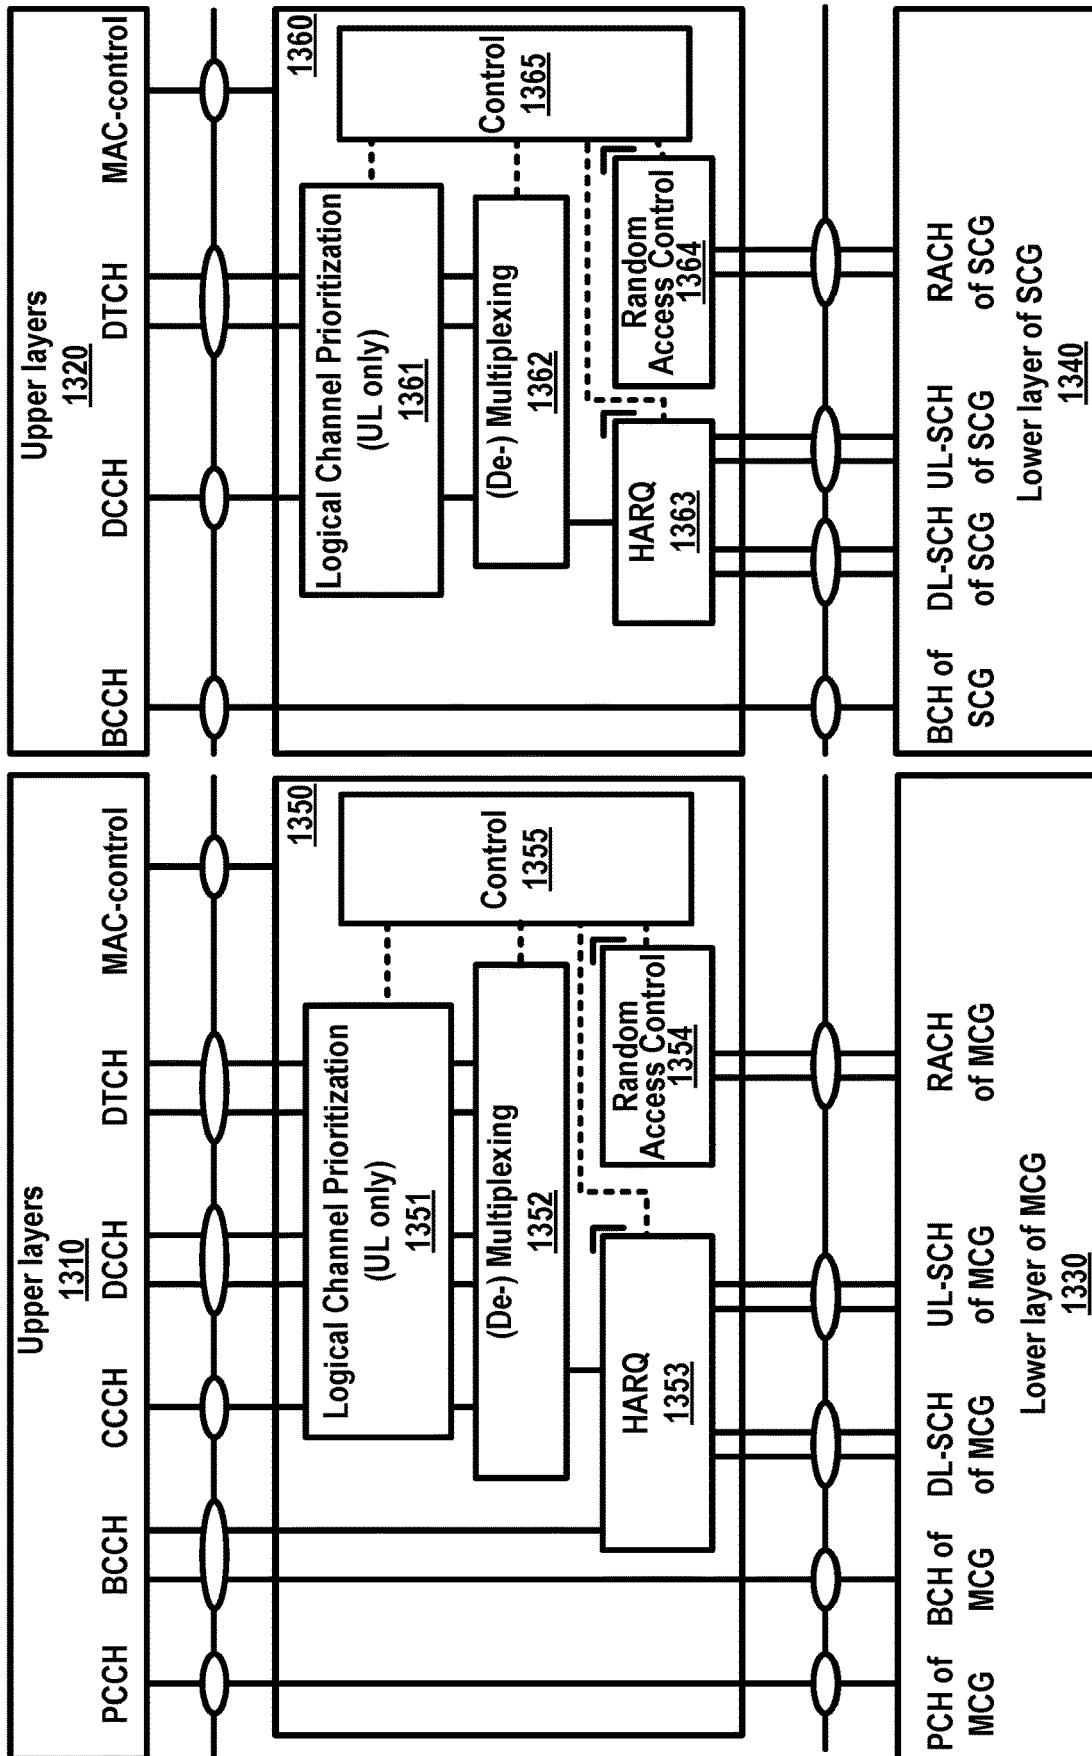 Upper layers
1310
PCCH
BCCH
CCCH
DCCH
DTCH
MAC-control
1350
Logical Channel Prioritization
(UL only)
1351
Control
1355
(De-) Multiplexing
1352
HARQ
1353
Random
Access Control
1354
PCH of
MCG
BCH of
MCG
DL-SCH
of MCG
UL-SCH
of MCG
RACH
of MCG
Lower layer of MCG
1330
Upper layers
1320
BCCH
DCCH
DTCH
MAC-control
1360
Logical Channel Prioritization
(UL only)
1361
Control
1365
(De-) Multiplexing
1362
HARQ
1363
Random
Access Control
1364
BCH of
SCG
DL-SCH
of SCG
UL-SCH
of SCG
RACH
of SCG
Lower layer of SCG
1340